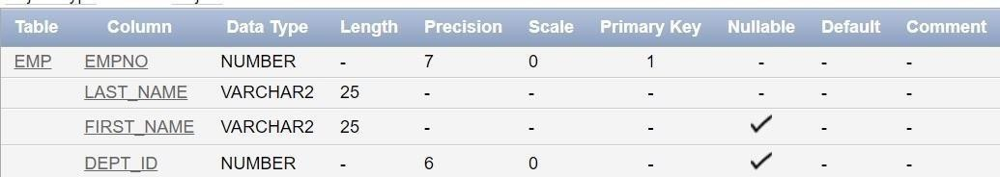 Table Column Data Type Length Precision Scale Primary Key Nullable Default Comment
EMP EMPNO NUMBER - 7 0 1 - - -
LAST_NAME VARCHAR2 25 - - - - - -
FIRST_NAME VARCHAR2 25 - - - ✓ - -
DEPT_ID NUMBER - 6 0 - ✓ - -